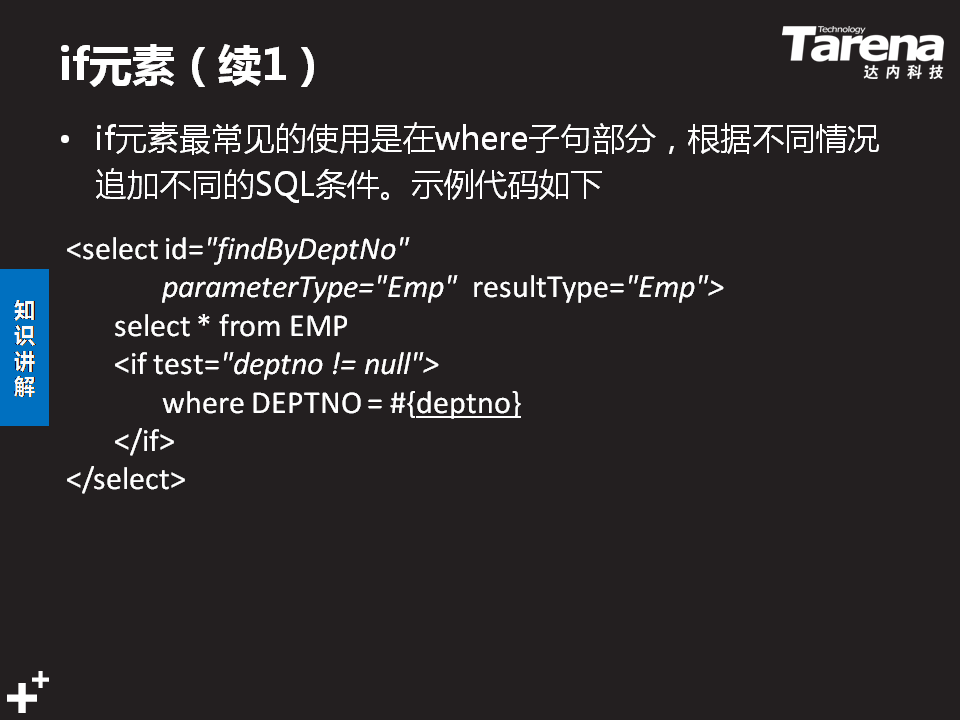 if元素（续1）
Technology
Tarena
达内科技
• if元素最常见的使用是在where子句部分，根据不同情况
追加不同的SQL条件。示例代码如下
<select id="findByDeptNo"
parameterType="Emp" resultType="Emp">
select * from EMP
<if test="deptno != null">
where DEPTNO = #{deptno}
</if>
</select>
知识讲解